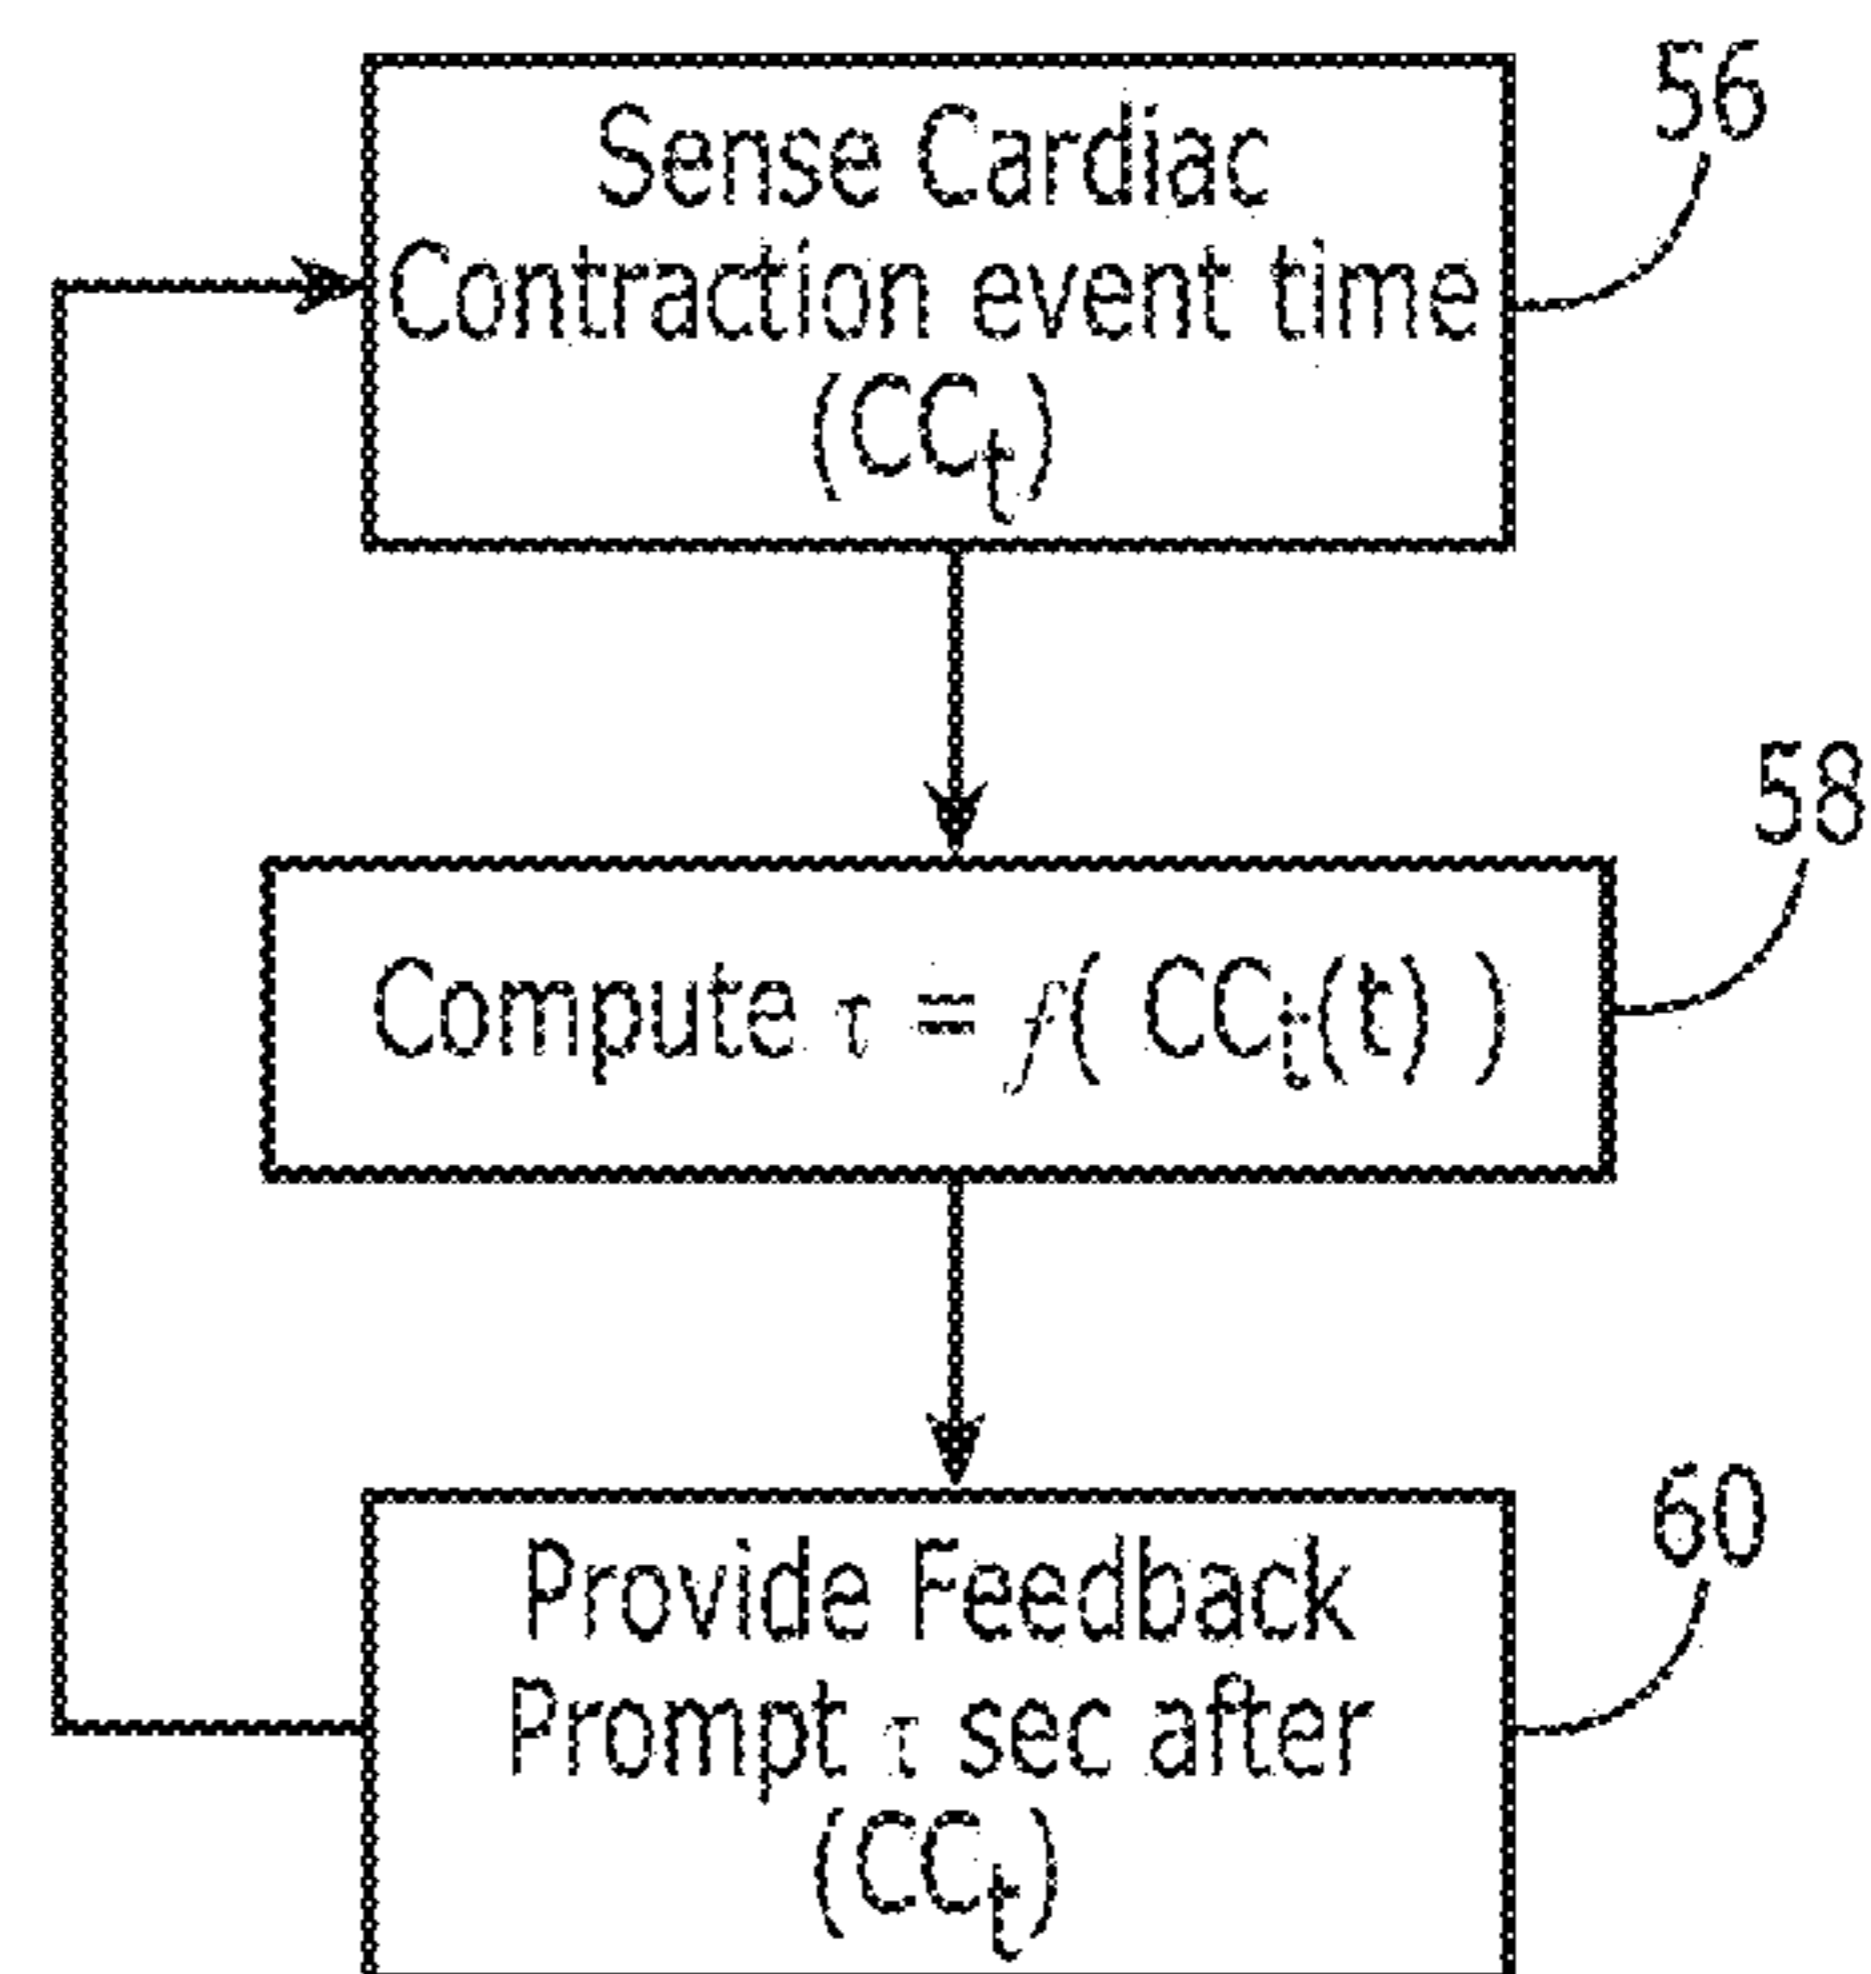 Sense Cardiac
56
Contraction event time
(CCt)
58
Compute τ = f( CCt(t) )
60
Provide Feedback
Prompt τ sec after
(CCt)